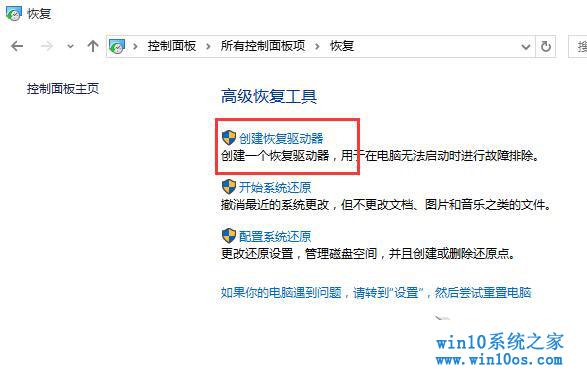 恢复
控制面板 > 所有控制面板项 > 恢复
搜
控制面板主页
高级恢复工具
创建恢复驱动器
创建一个恢复驱动器，用于在电脑无法启动时进行故障排除。
开始系统还原
撤消最近的系统更改，但不更改文档、图片和音乐之类的文件。
配置系统还原
更改还原设置，管理磁盘空间，并且创建或删除还原点。
如果你的电脑遇到问题，请转到“设置”，然后尝试重置电脑
win10系统之家
www.win10os.com